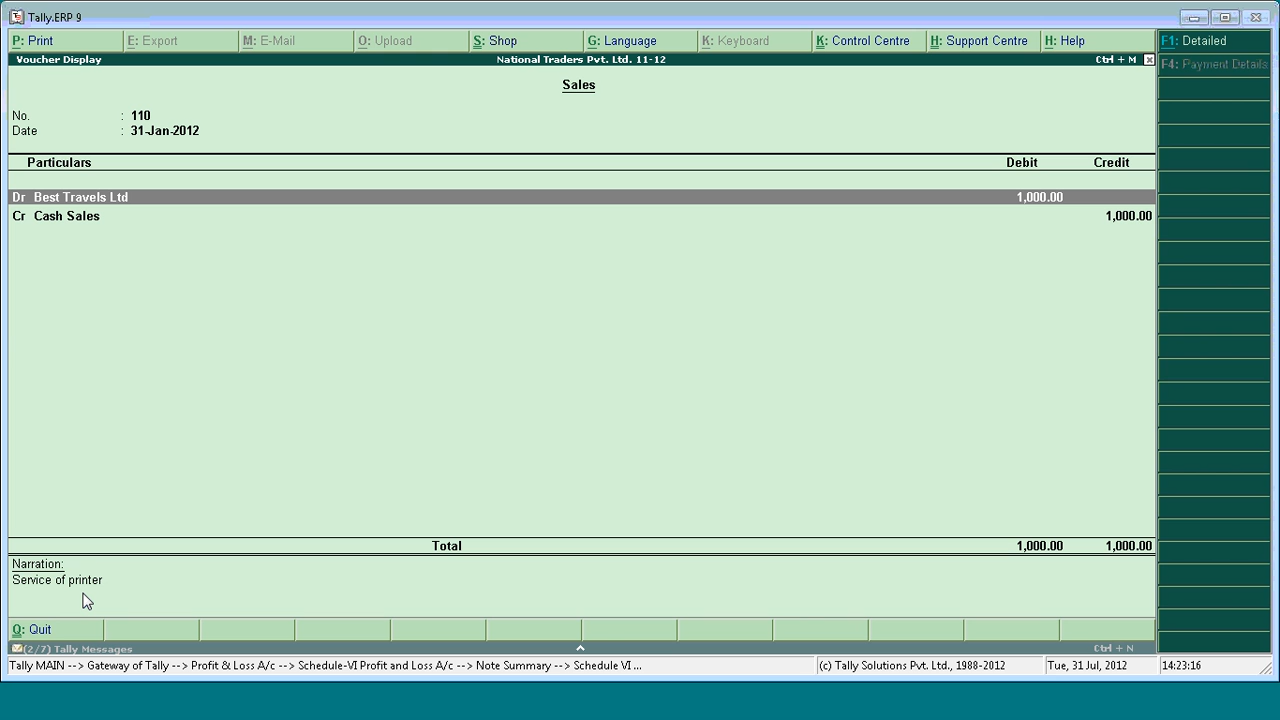 Tally.ERP 9
P: Print E: Export M: E-Mail O: Upload S: Shop G: Language K: Keyboard K: Control Centre H: Support Centre H: Help F1: Detailed
Voucher Display National Traders Pvt. Ltd. 11-12 Ctrl + M
F4: Payment Details
Sales
No. : 110
Date : 31-Jan-2012
Particulars Debit Credit
Dr Best Travels Ltd 1,000.00
Cr Cash Sales 1,000.00
Total 1,000.00 1,000.00
Narration:
Service of printer
Q: Quit
(2/7) Tally Messages Ctrl + N
Tally MAIN --> Gateway of Tally --> Profit & Loss A/c --> Schedule-VI Profit and Loss A/c --> Note Summary --> Schedule VI ... (c) Tally Solutions Pvt. Ltd., 1988-2012 Tue, 31 Jul, 2012 14:23:16